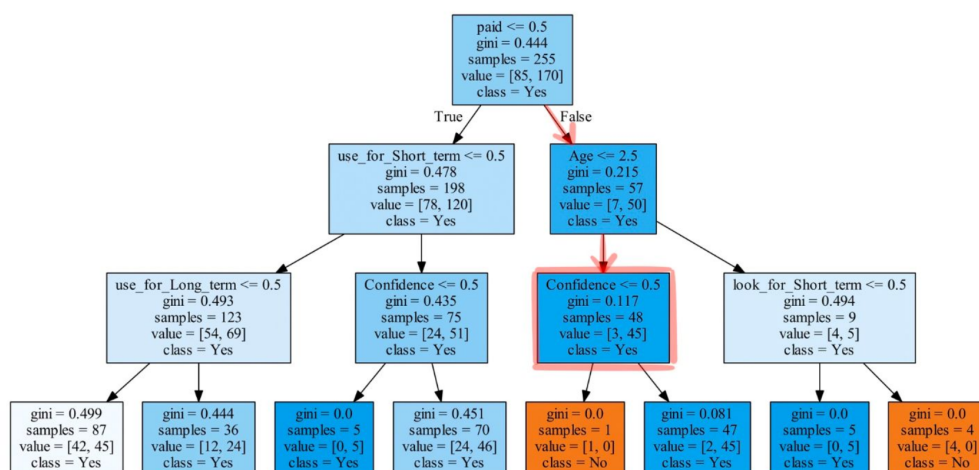 paid <= 0.5
gini = 0.444
samples = 255
value = [85, 170]
class = Yes
True
False
use_for_Short_term <= 0.5
gini = 0.478
samples = 198
value = [78, 120]
class = Yes
Age <= 2.5
gini = 0.215
samples = 57
value = [7, 50]
class = Yes
use_for_Long_term <= 0.5
gini = 0.493
samples = 123
value = [54, 69]
class = Yes
Confidence <= 0.5
gini = 0.435
samples = 75
value = [24, 51]
class = Yes
Confidence <= 0.5
gini = 0.117
samples = 48
value = [3, 45]
class = Yes
look_for_Short_term <= 0.5
gini = 0.494
samples = 9
value = [4, 5]
class = Yes
gini = 0.499
samples = 87
value = [42, 45]
class = Yes
gini = 0.444
samples = 36
value = [12, 24]
class = Yes
gini = 0.0
samples = 5
value = [0, 5]
class = Yes
gini = 0.451
samples = 70
value = [24, 46]
class = Yes
gini = 0.0
samples = 1
value = [1, 0]
class = No
gini = 0.081
samples = 47
value = [2, 45]
class = Yes
gini = 0.0
samples = 5
value = [0, 5]
class = Yes
gini = 0.0
samples = 4
value = [4, 0]
class = No